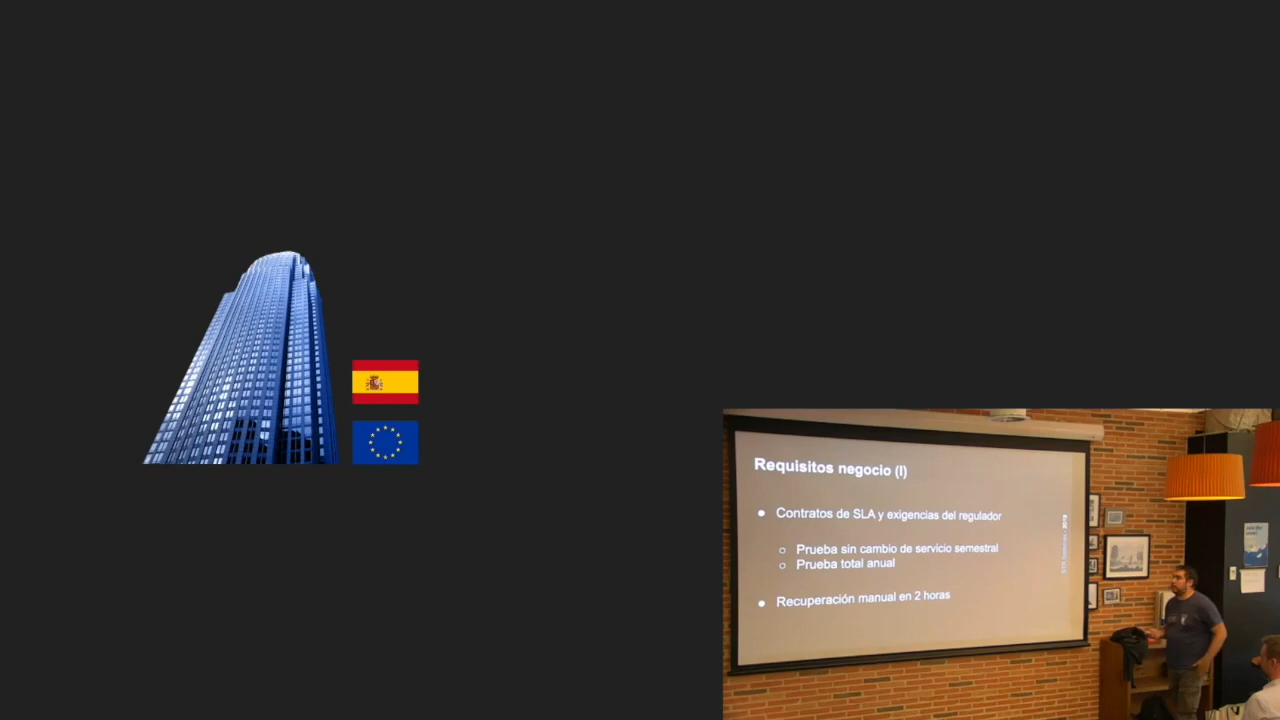 Requisitos negocio (I)
● Contratos de SLA y exigencias del regulador
○ Prueba sin cambio de servicio semestral
○ Prueba total anual
● Recuperación manual en 2 horas
2019